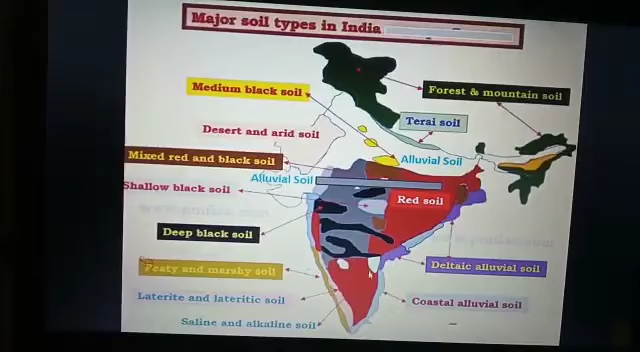 Major soil types in India
Medium black soil
Forest & mountain soil
Terai soil
Desert and arid soil
Mixed red and black soil
Alluvial Soil
Alluvial Soil
Shallow black soil
Red soil
Deep black soil
Peaty and marshy soil
Deltaic alluvial soil
Laterite and lateritic soil
Coastal alluvial soil
Saline and alkaline soil